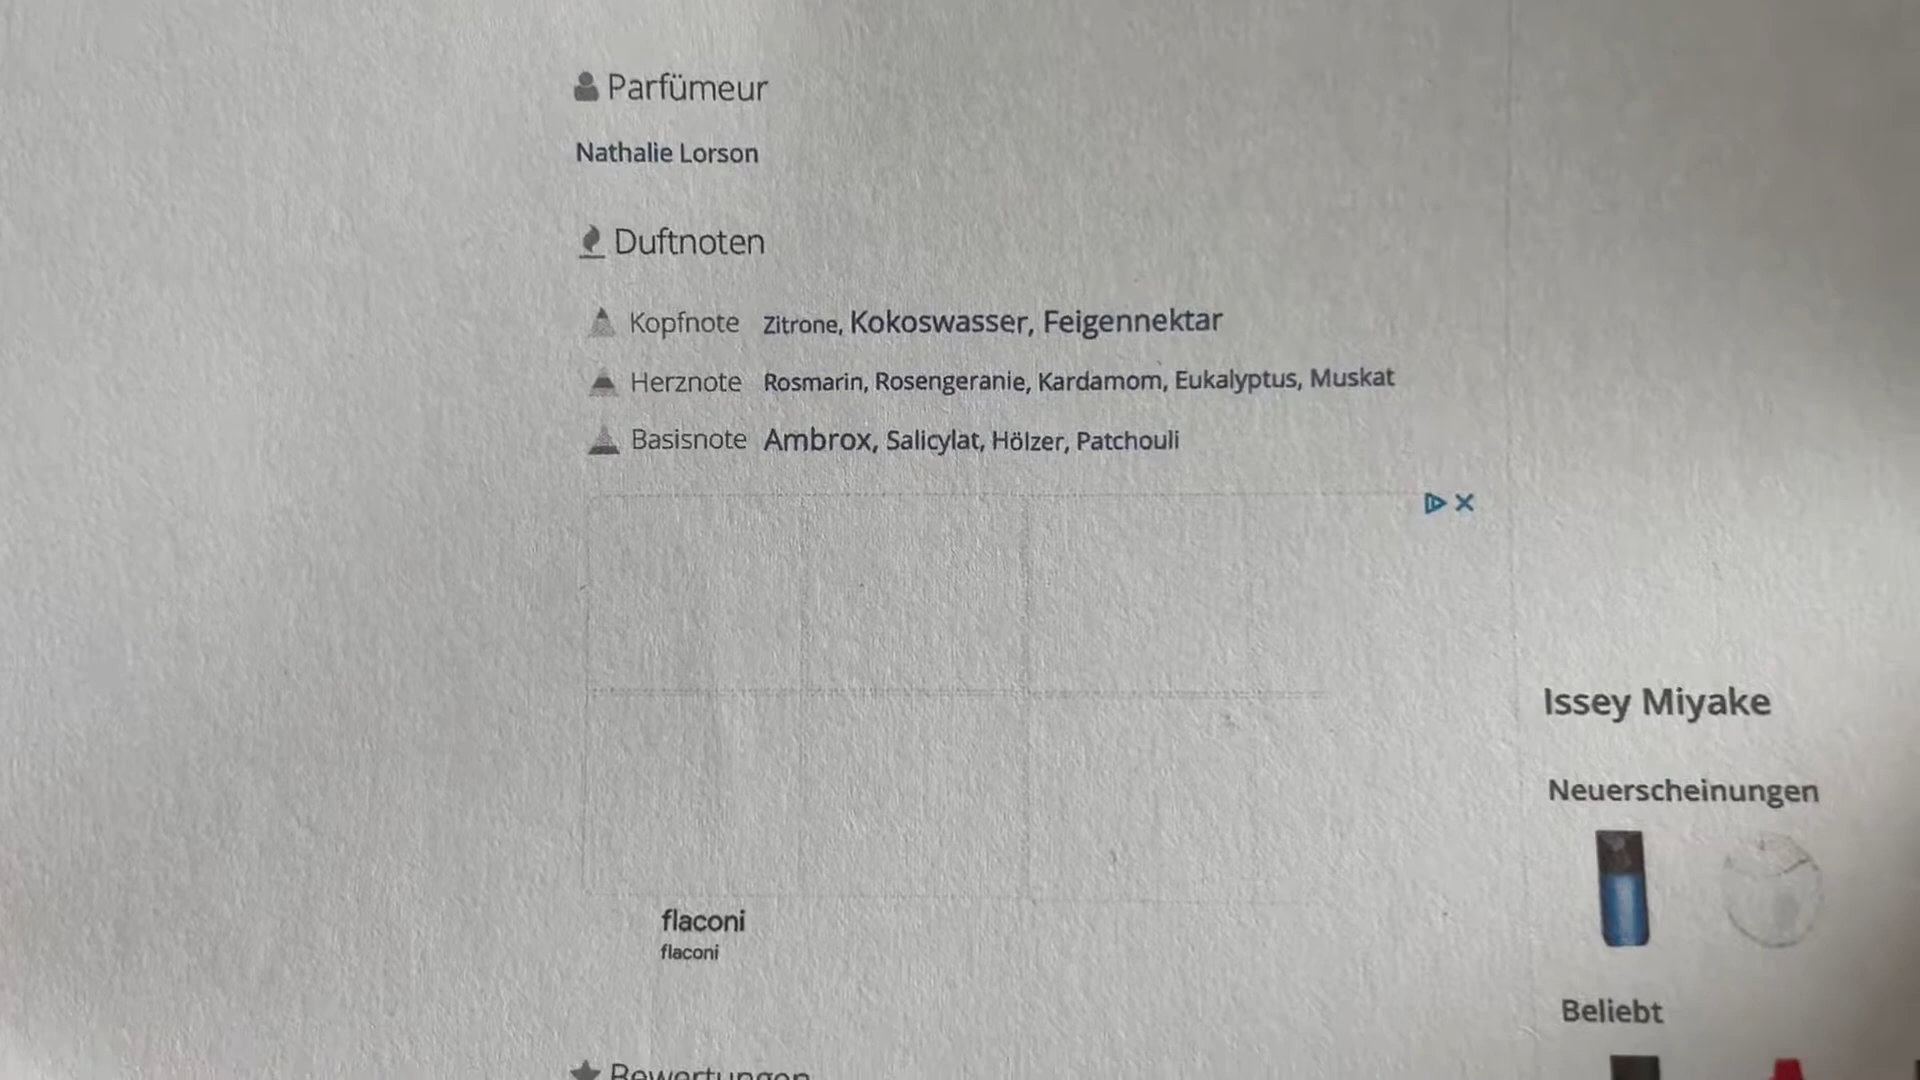 Parfümeur
Nathalie Lorson
Duftnoten
Kopfnote Zitrone, Kokoswasser, Feigennektar
Herznote Rosmarin, Rosengeranie, Kardamom, Eukalyptus, Muskat
Basisnote Ambrox, Salicylat, Hölzer, Patchouli
flaconi
flaconi
Bewertungen
Issey Miyake
Neuerscheinungen
Beliebt